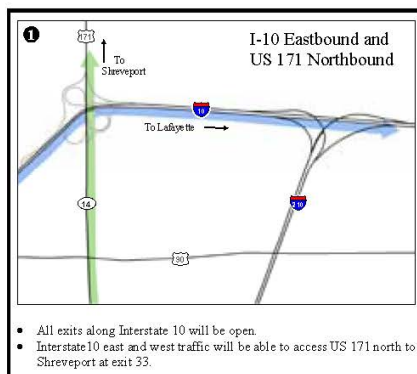 1
171
To
Shreveport
I-10 Eastbound and
US 171 Northbound
10
To Lafayette
14
210
90
• All exits along Interstate 10 will be open.
• Interstate10 east and west traffic will be able to access US 171 north to
Shreveport at exit 33.